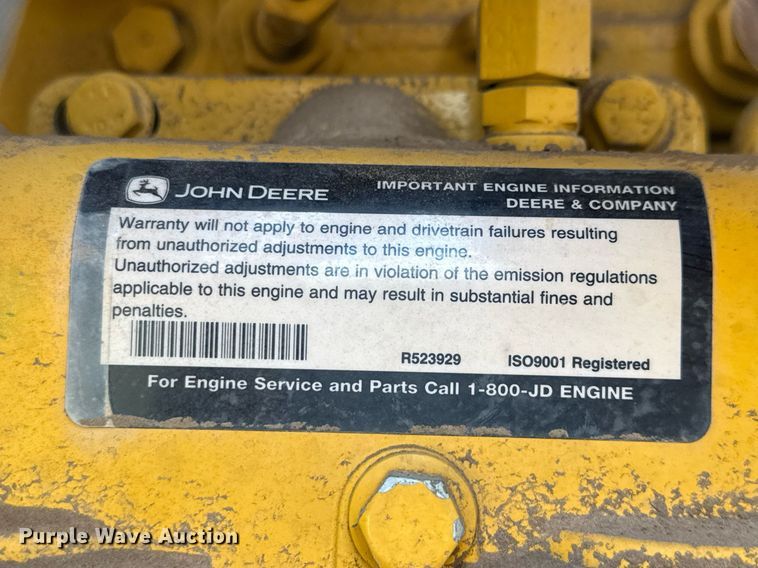 JOHN DEERE
IMPORTANT ENGINE INFORMATION
DEERE & COMPANY
Warranty will not apply to engine and drivetrain failures resulting
from unauthorized adjustments to this engine.
Unauthorized adjustments are in violation of the emission regulations
applicable to this engine and may result in substantial fines and
penalties.
R523929 ISO9001 Registered
For Engine Service and Parts Call 1-800-JD ENGINE
Purple Wave Auction